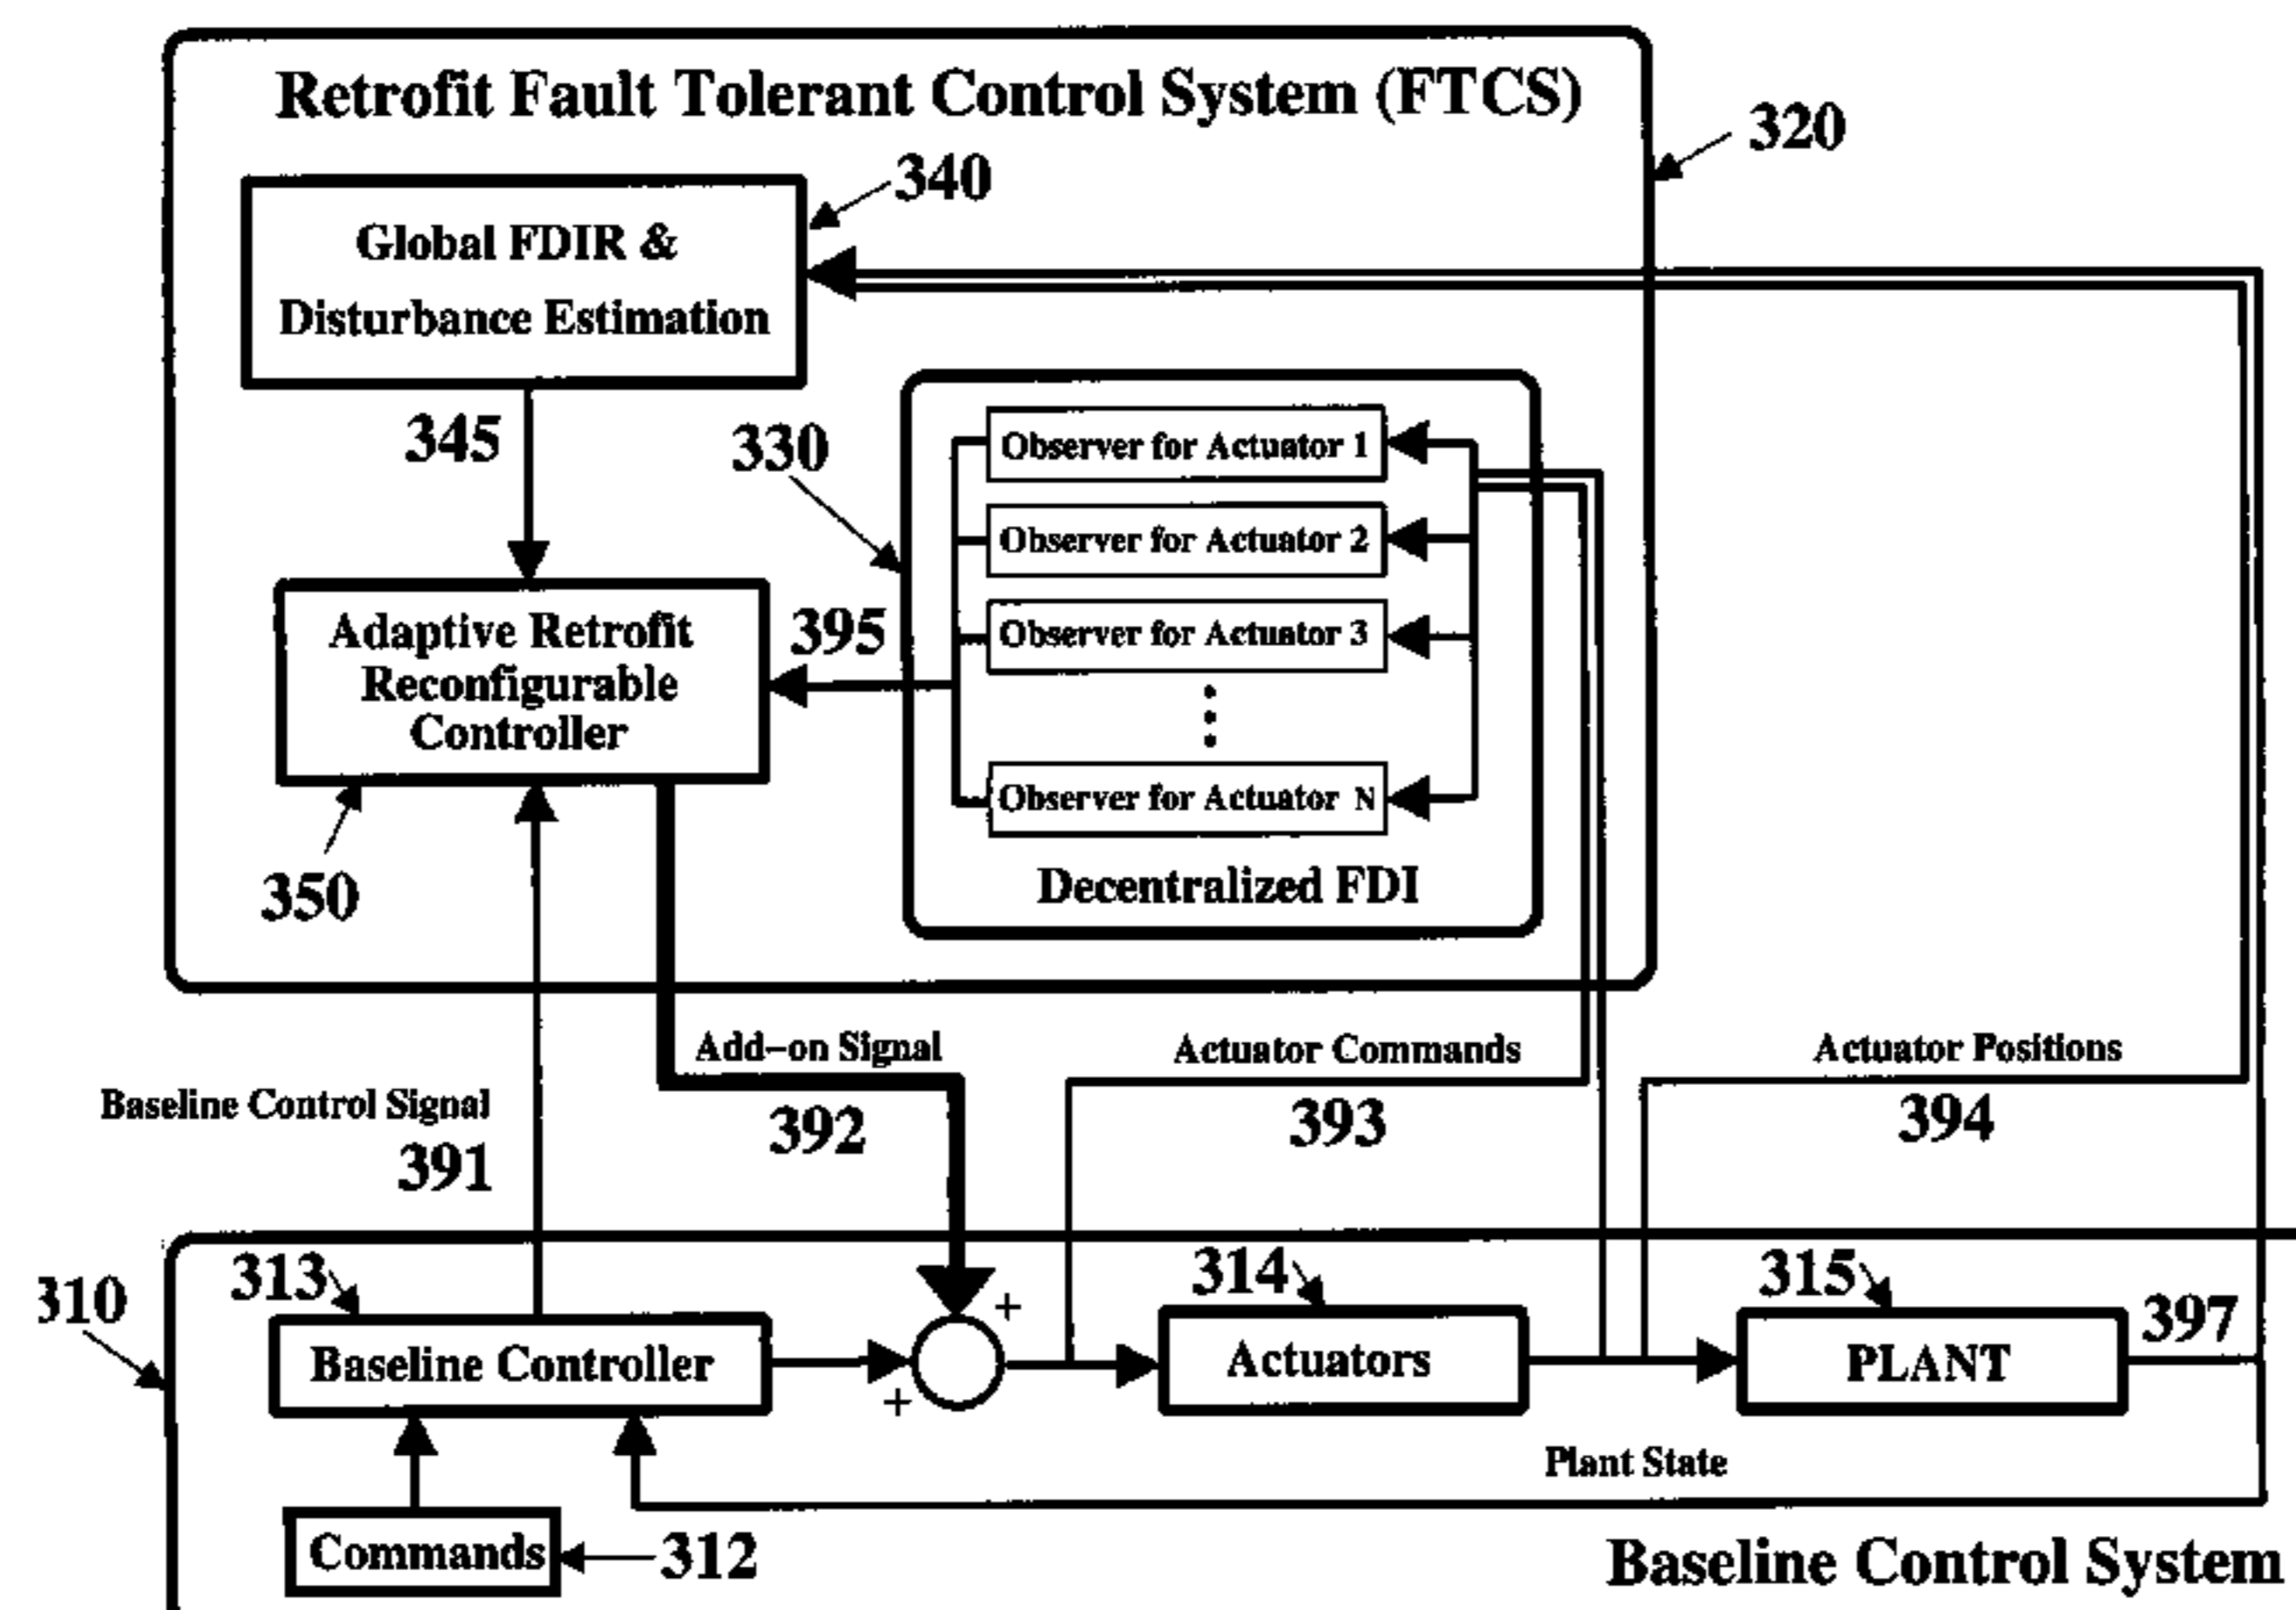 Retrofit Fault Tolerant Control System (FTCS)
320
340
Global FDIR &
Disturbance Estimation
345
330
Observer for Actuator 1
Observer for Actuator 2
Observer for Actuator 3
Observer for Actuator N
Decentralized FDI
395
Adaptive Retrofit
Reconfigurable
Controller
350
Add-on Signal
392
Actuator Commands
393
Actuator Positions
394
Baseline Control Signal
391
310
313
Baseline Controller
+
+
314
Actuators
315
PLANT
397
Plant State
Commands
312
Baseline Control System